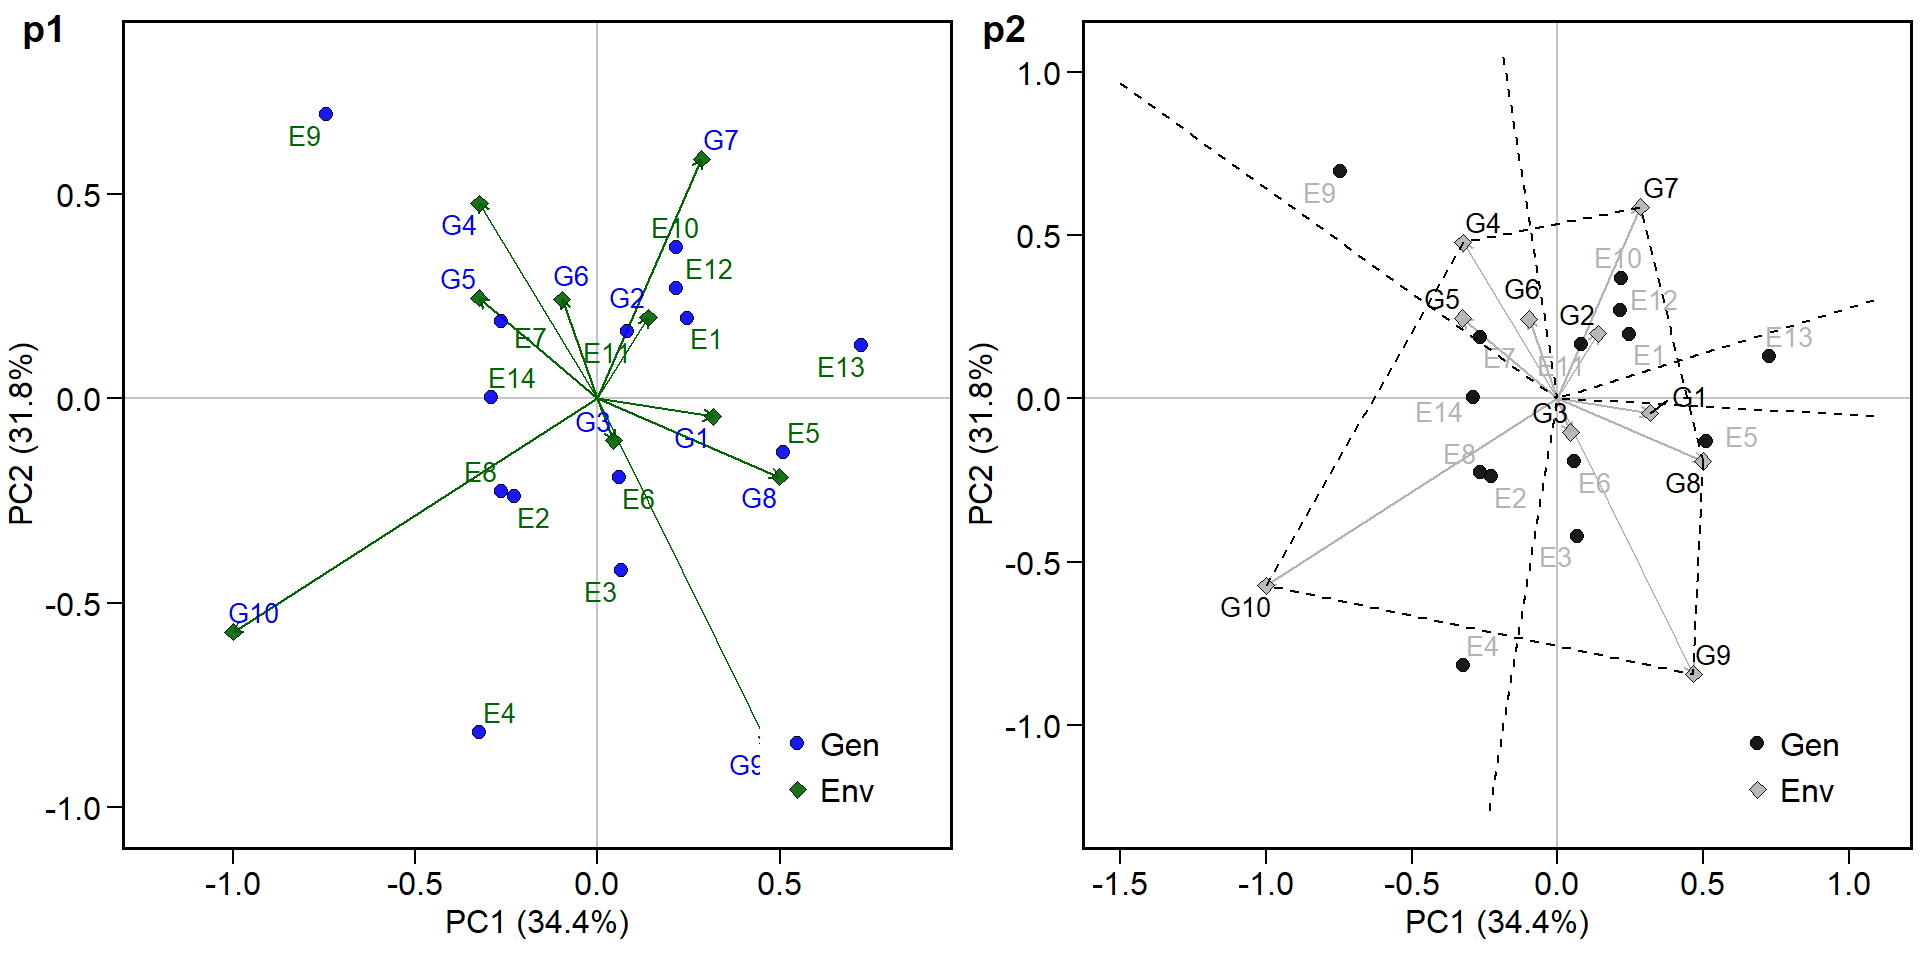 p1
E9
G7
0.5
G4
E10
G5
G6
E12
G2
E7
E11
E1
E13
E14
0.0
G3
G1
E5
E8
G8
E6
E2
E3
-0.5
G10
E4
G9
Gen
Env
-1.0
-1.0
-0.5
0.0
0.5
PC1 (34.4%)
PC2 (31.8%)
p2
1.0
E9
G7
0.5
G4
E10
G5
G6
E12
G2
E13
E7
E11
E1
0.0
G1
E14
G3
E5
E8
G8
E2
E6
E3
-0.5
G10
E4
G9
-1.0
Gen
Env
-1.5
-1.0
-0.5
0.0
0.5
1.0
PC1 (34.4%)
PC2 (31.8%)